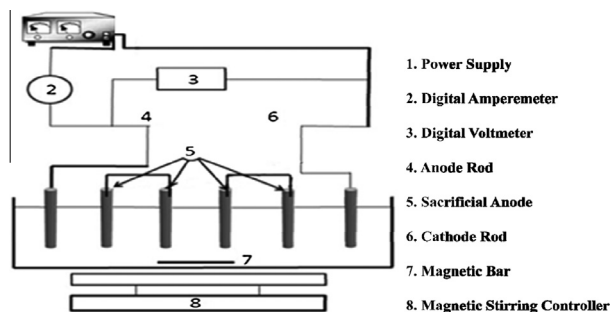 2
3
4
6
5
7
8
1. Power Supply
2. Digital Amperemeter
3. Digital Voltmeter
4. Anode Rod
5. Sacrificial Anode
6. Cathode Rod
7. Magnetic Bar
8. Magnetic Stirring Controller